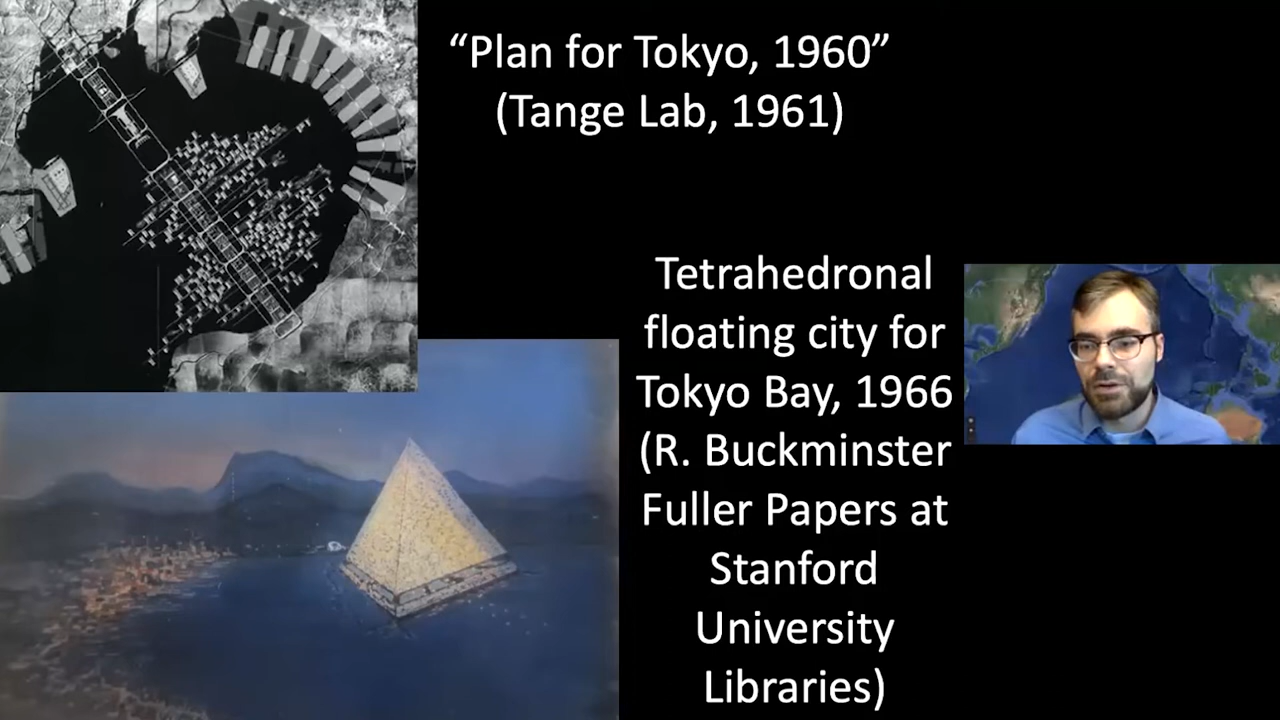 “Plan for Tokyo, 1960”
(Tange Lab, 1961)
Tetrahedronal
floating city for
Tokyo Bay, 1966
(R. Buckminster
Fuller Papers at
Stanford
University
Libraries)